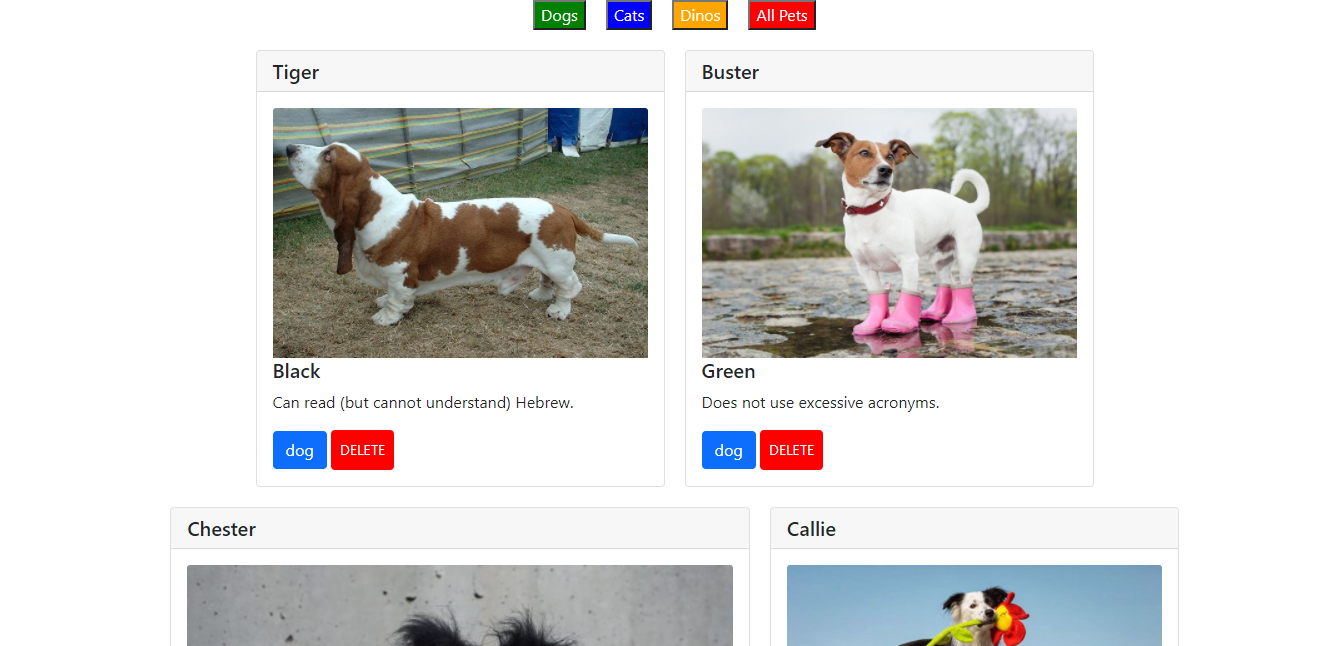 Dogs Cats Dinos All Pets
Tiger
Black
Can read (but cannot understand) Hebrew.
dog DELETE
Buster
Green
Does not use excessive acronyms.
dog DELETE
Chester
Callie